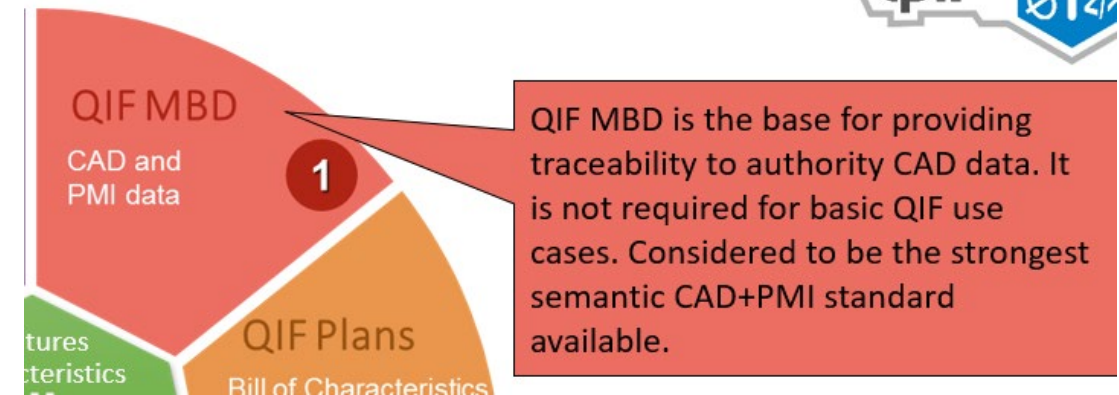 QIF MBD
CAD and
PMI data
1
QIF MBD is the base for providing
traceability to authority CAD data. It
is not required for basic QIF use
cases. Considered to be the strongest
semantic CAD+PMI standard
available.
QIF Plans
Bill of Characteristics
tures
cteristics